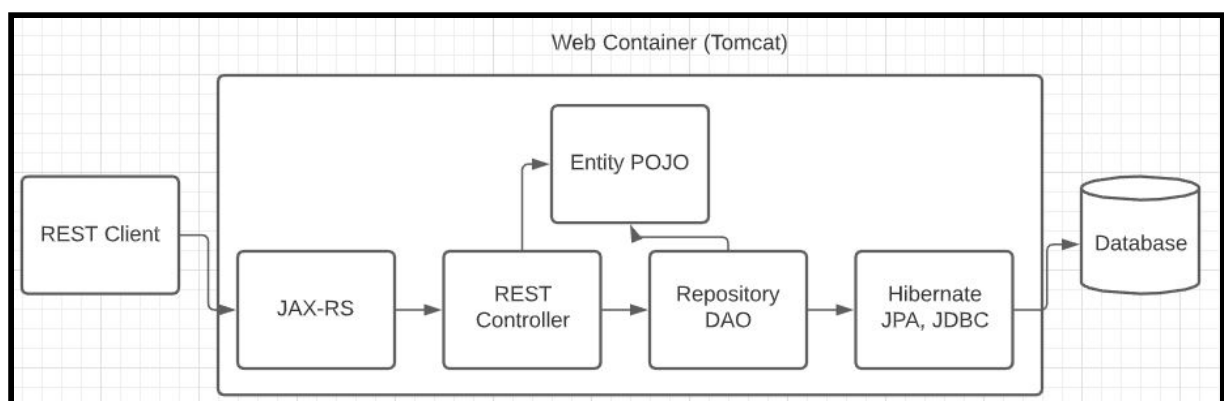 Web Container (Tomcat)
Entity POJO
REST Client
Database
JAX-RS
REST
Controller
Repository
DAO
Hibernate
JPA, JDBC